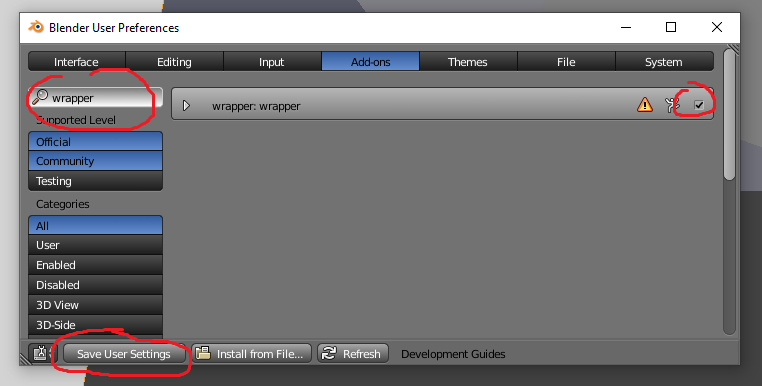 Blender User Preferences
Interface
Editing
Input
Add-ons
Themes
File
System
wrapper
wrapper: wrapper
Supported Level
Official
Community
Testing
Categories
All
User
Enabled
Disabled
3D View
3D-Side
Save User Settings
Install from File...
Refresh
Development Guides